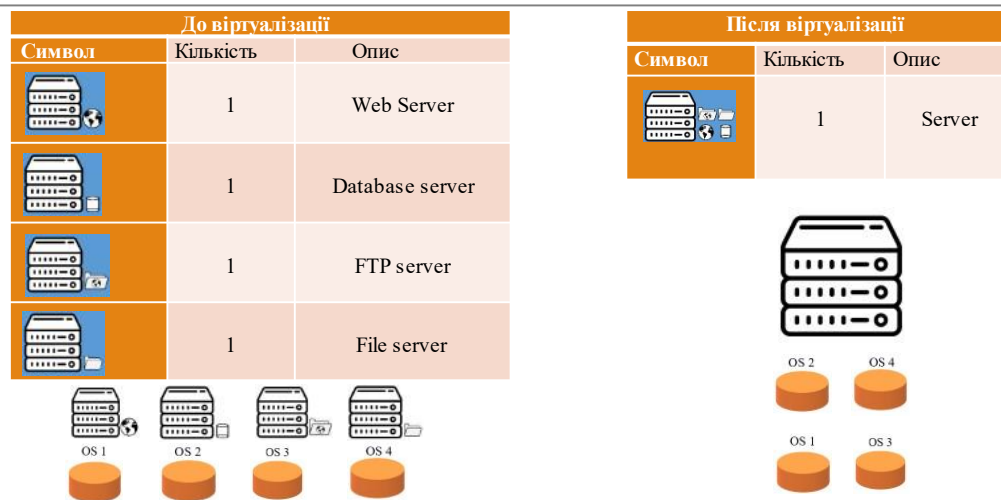 До віртуалізації
Символ Кількість Опис
1 Web Server
1 Database server
1 FTP server
1 File server
OS 1 OS 2 OS 3 OS 4
Після віртуалізації
Символ Кількість Опис
1 Server
OS 2 OS 4
OS 1 OS 3